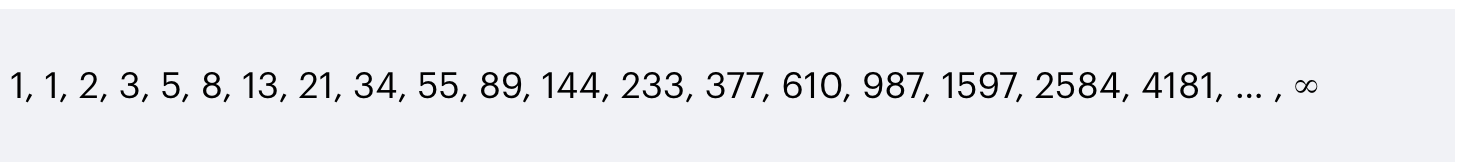 1, 1, 2, 3, 5, 8, 13, 21, 34, 55, 89, 144, 233, 377, 610, 987, 1597, 2584, 4181, ... , ∞